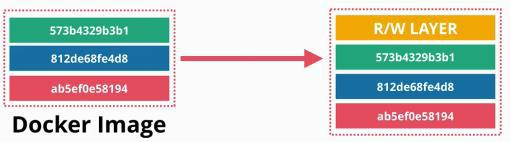 573b4329b3b1
812de68fe4d8
ab5ef0e58194
Docker Image
R/W LAYER
573b4329b3b1
812de68fe4d8
ab5ef0e58194